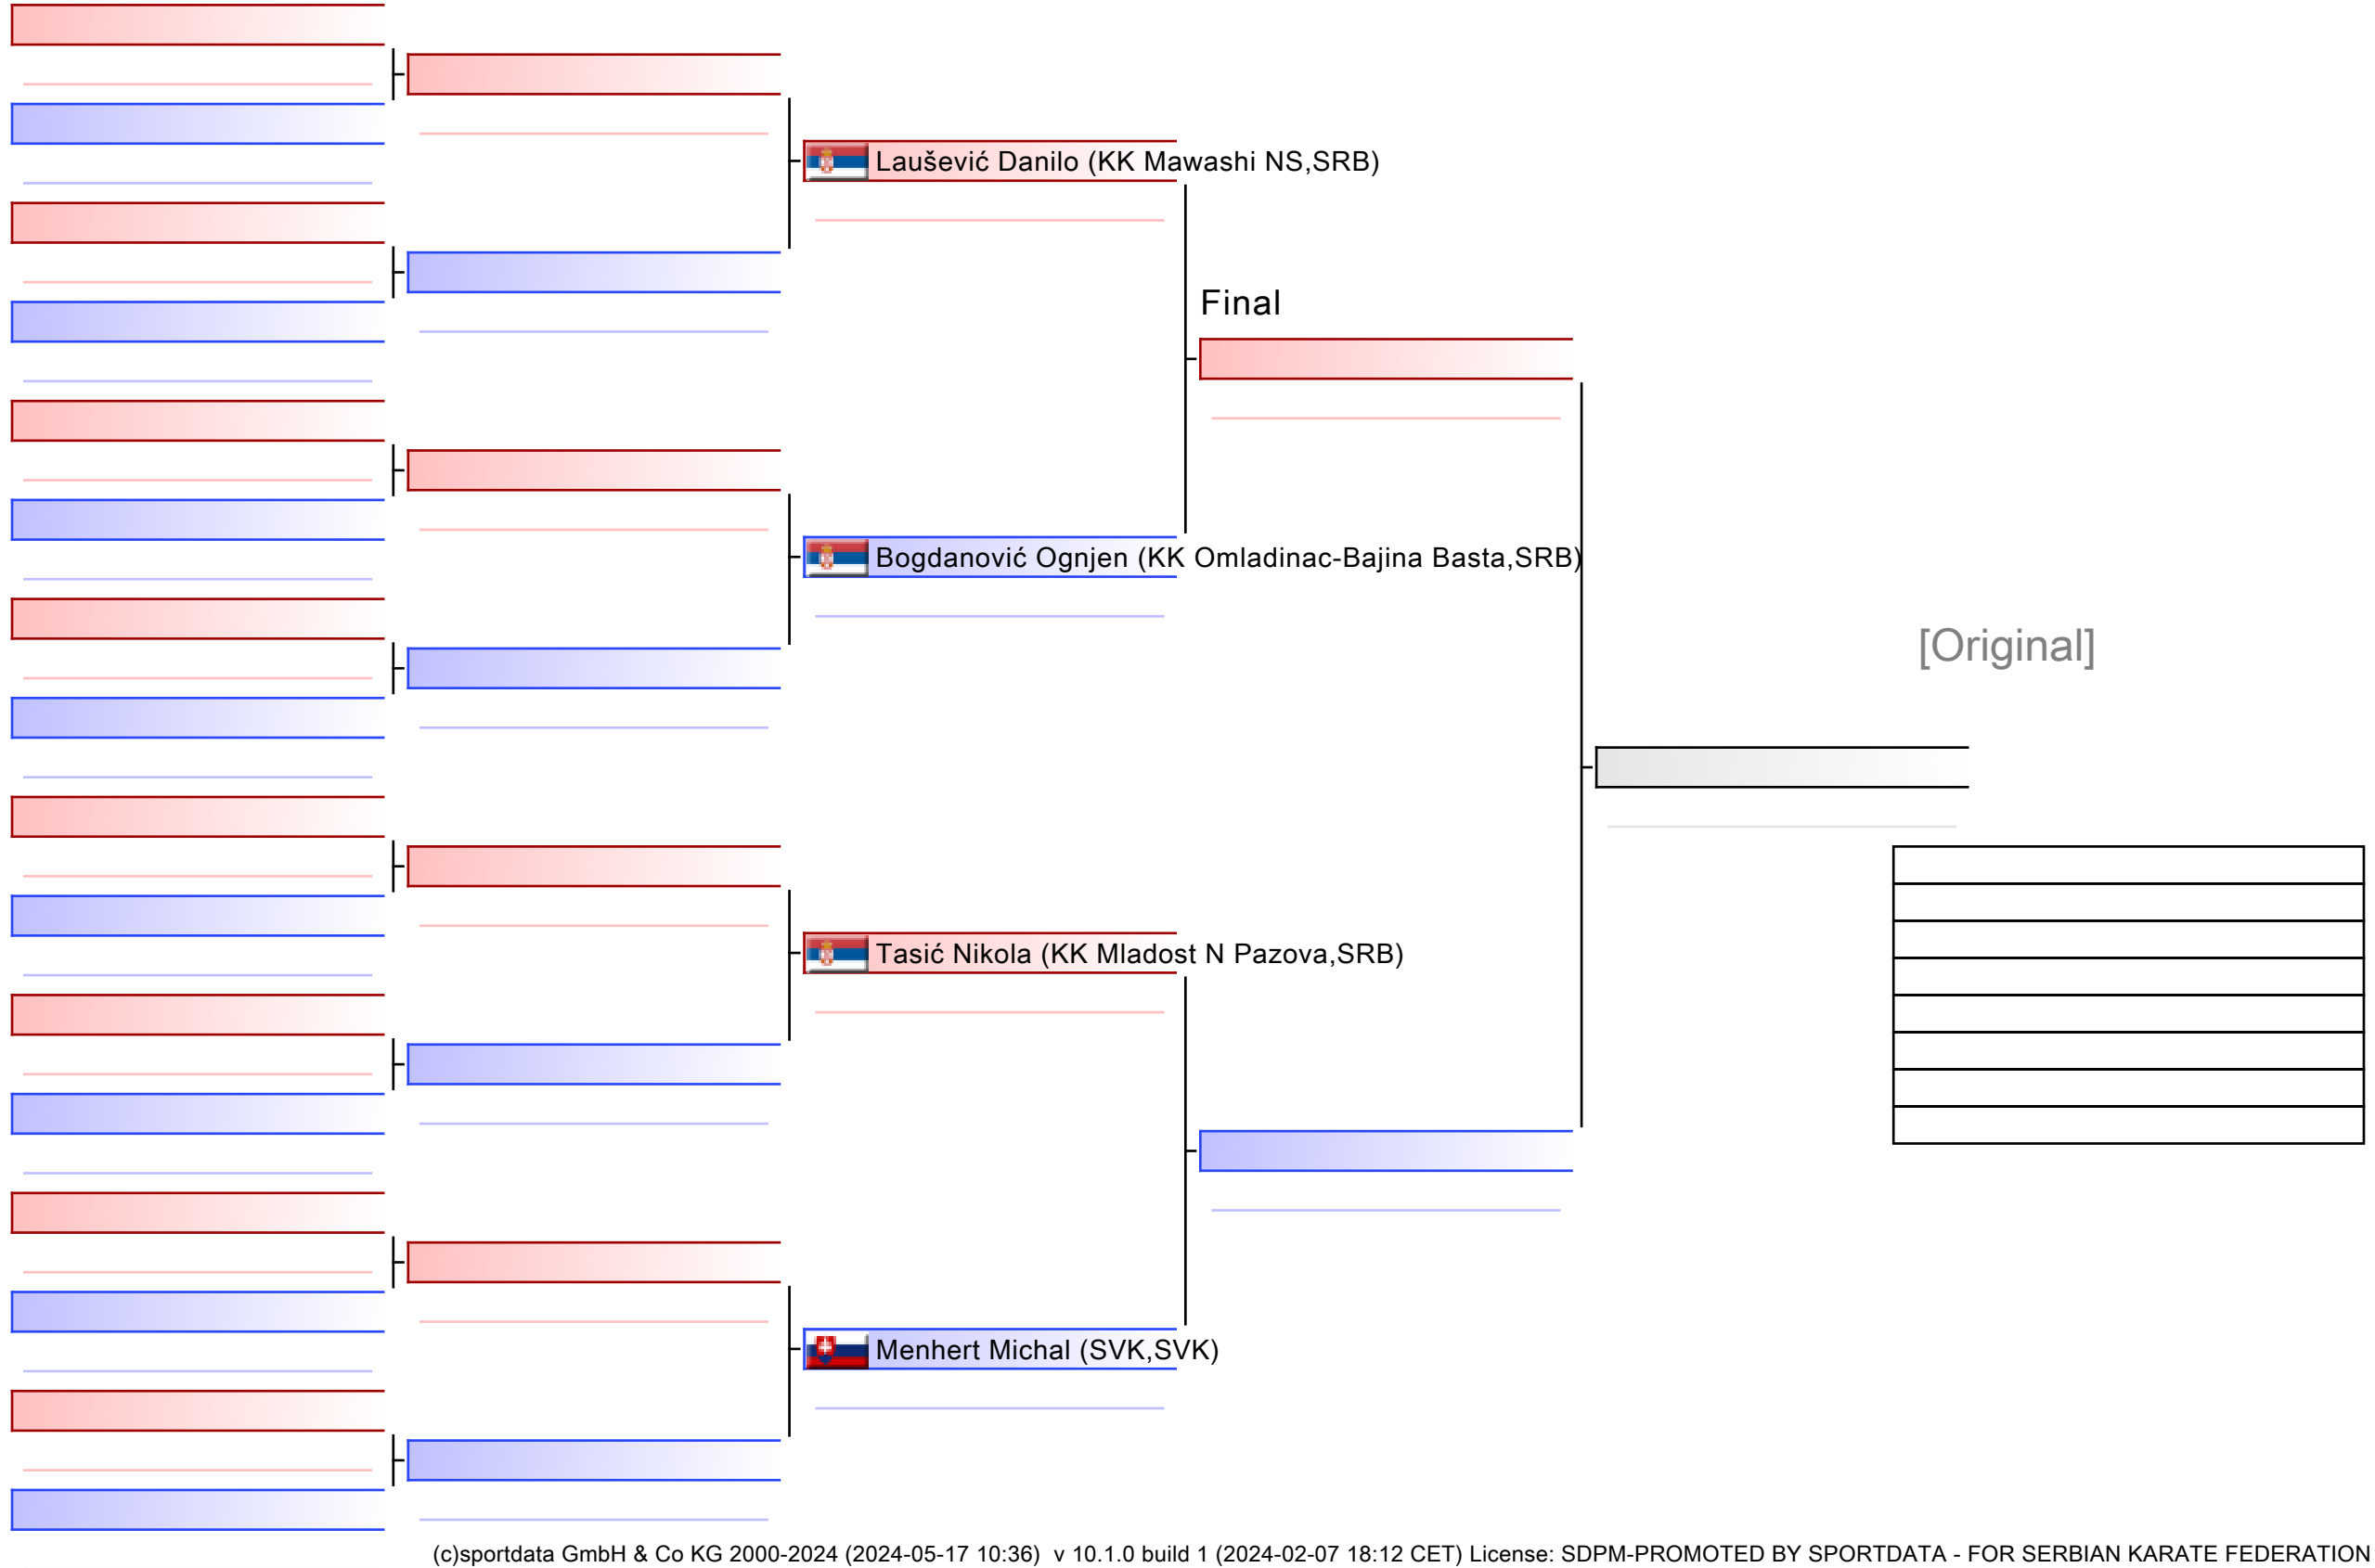 Laušević Danilo (KK Mawashi NS,SRB)
Final
Bogdanović Ognjen (KK Omladinac-Bajina Basta,SRB)
[Original]
Tasić Nikola (KK Mladost N Pazova,SRB)
Menhert Michal (SVK,SVK)
(c)sportdata GmbH & Co KG 2000-2024 (2024-05-17 10:36)  v 10.1.0 build 1 (2024-02-07 18:12 CET) License: SDPM-PROMOTED BY SPORTDATA - FOR SERBIAN KARATE FEDERATION